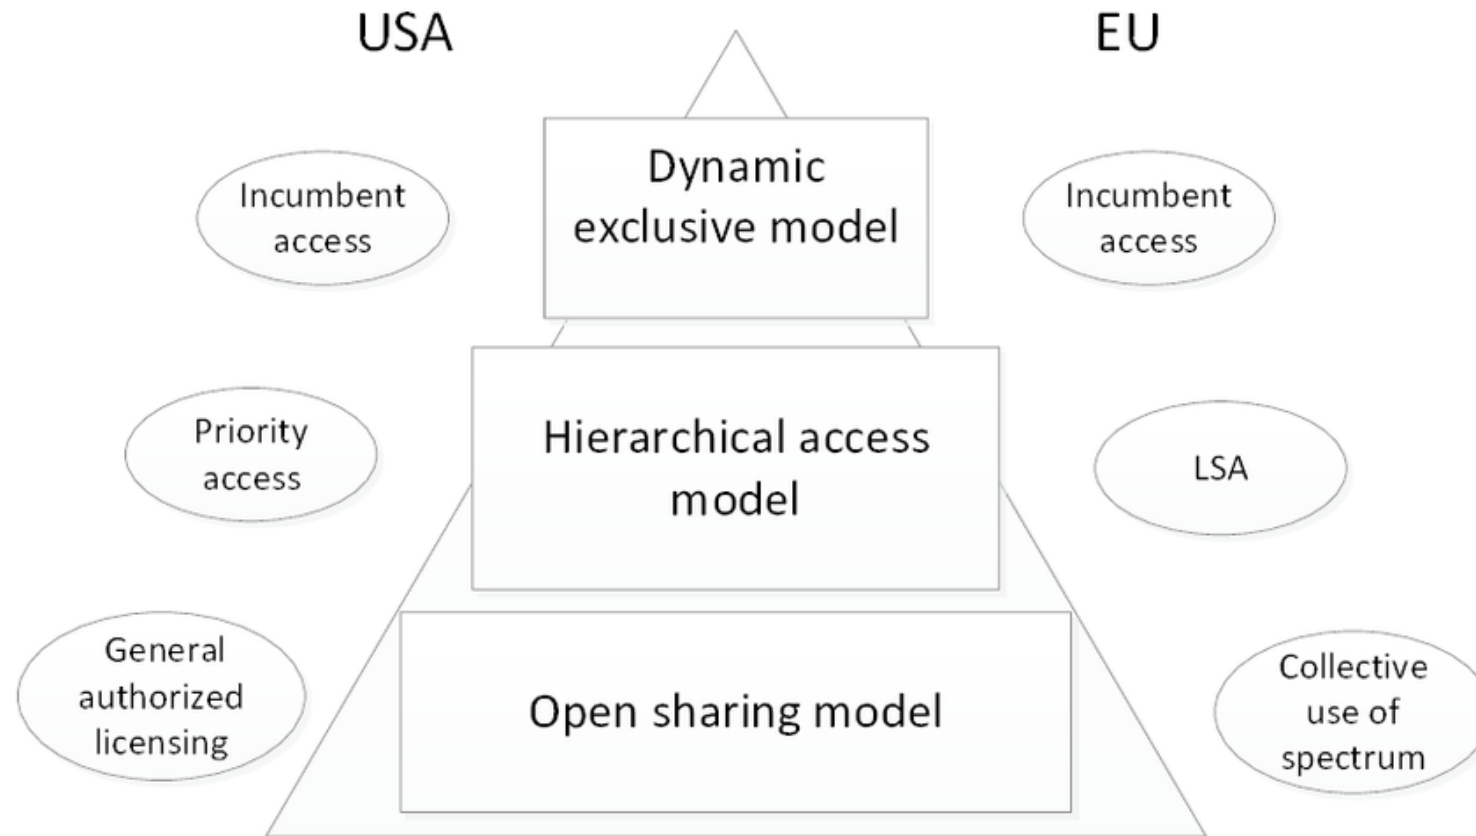 USA
EU
Incumbent
access
Dynamic
exclusive model
Incumbent
access
Priority
access
Hierarchical access
model
LSA
General
authorized
licensing
Open sharing model
Collective
use of
spectrum